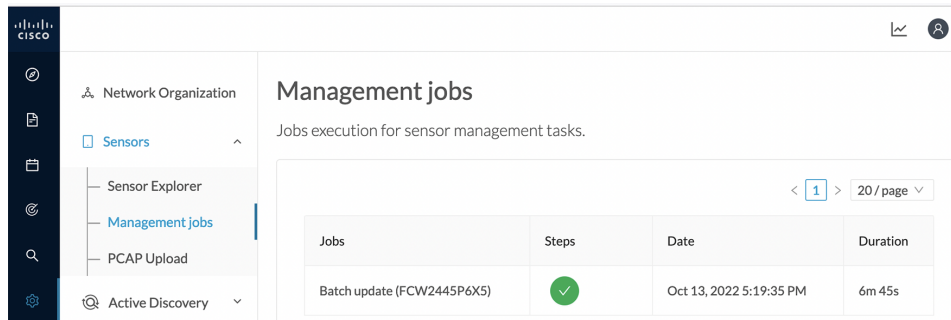 CISCO
Network Organization
Sensors
Sensor Explorer
Management jobs
PCAP Upload
Active Discovery
Management jobs
Jobs execution for sensor management tasks.
< 1 > 20 / page
Jobs Steps Date Duration
Batch update (FCW2445P6X5) Oct 13, 2022 5:19:35 PM 6m 45s